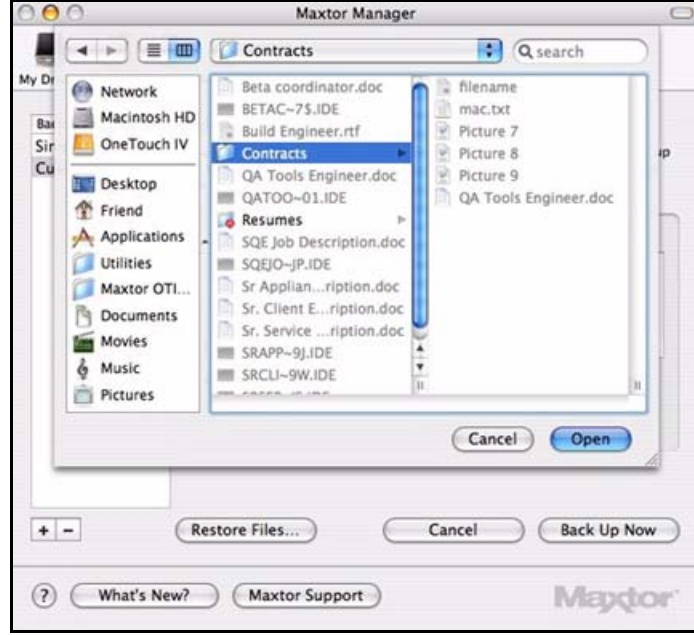 Maxtor Manager
Contracts
search
My Dr
Network
Macintosh HD
OneTouch IV
Desktop
Friend
Applications
Utilities
Maxtor OTI...
Documents
Movies
Music
Pictures
Beta coordinator.doc
BETAC~7$.IDE
Build Engineer.rtf
Contracts
QA Tools Engineer.doc
QATOO~01.IDE
Resumes
SQE Job Description.doc
SQEJO~JP.IDE
Sr Applian...ription.doc
Sr. Client E...ription.doc
Sr. Service ...ription.doc
SRAPP~9J.IDE
SRCLI~9W.IDE
filename
mac.txt
Picture 7
Picture 8
Picture 9
QA Tools Engineer.doc
Cancel
Open
+ −
Restore Files...
Cancel
Back Up Now
?
What's New?
Maxtor Support
Maxtor